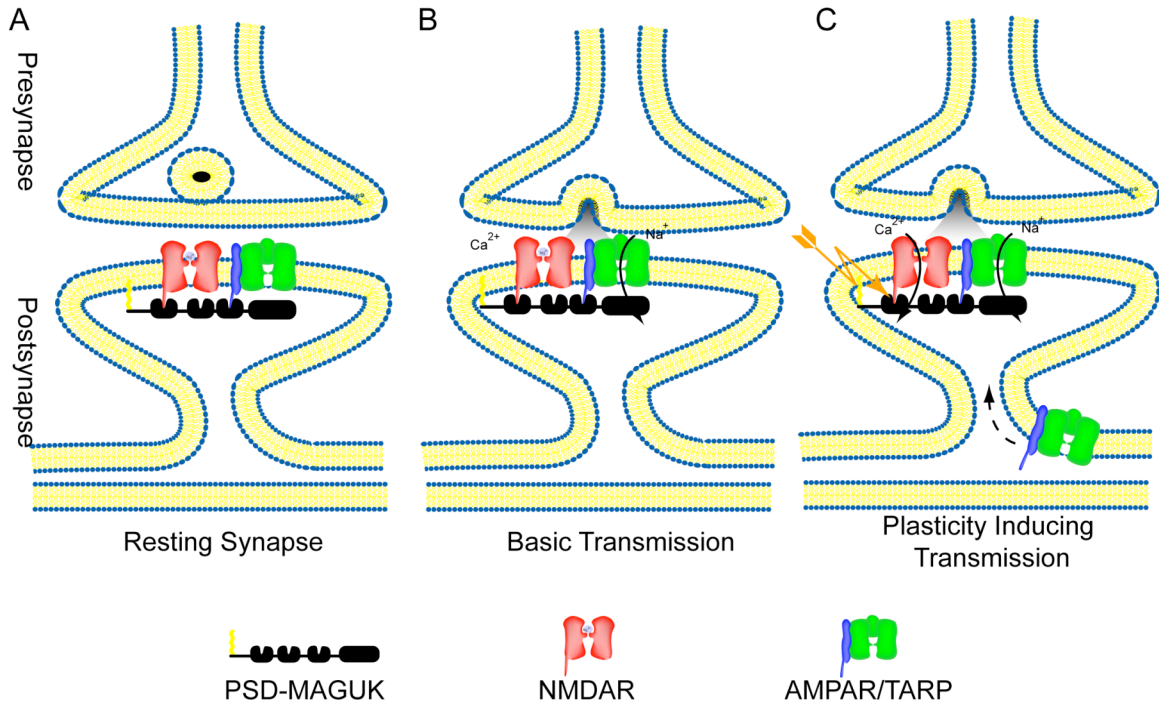 A
B
C
Presynapse
Postsynapse
Ca2+
Na+
Ca2+
Na+
Resting Synapse
Basic Transmission
Plasticity Inducing
Transmission
PSD-MAGUK
NMDAR
AMPAR/TARP